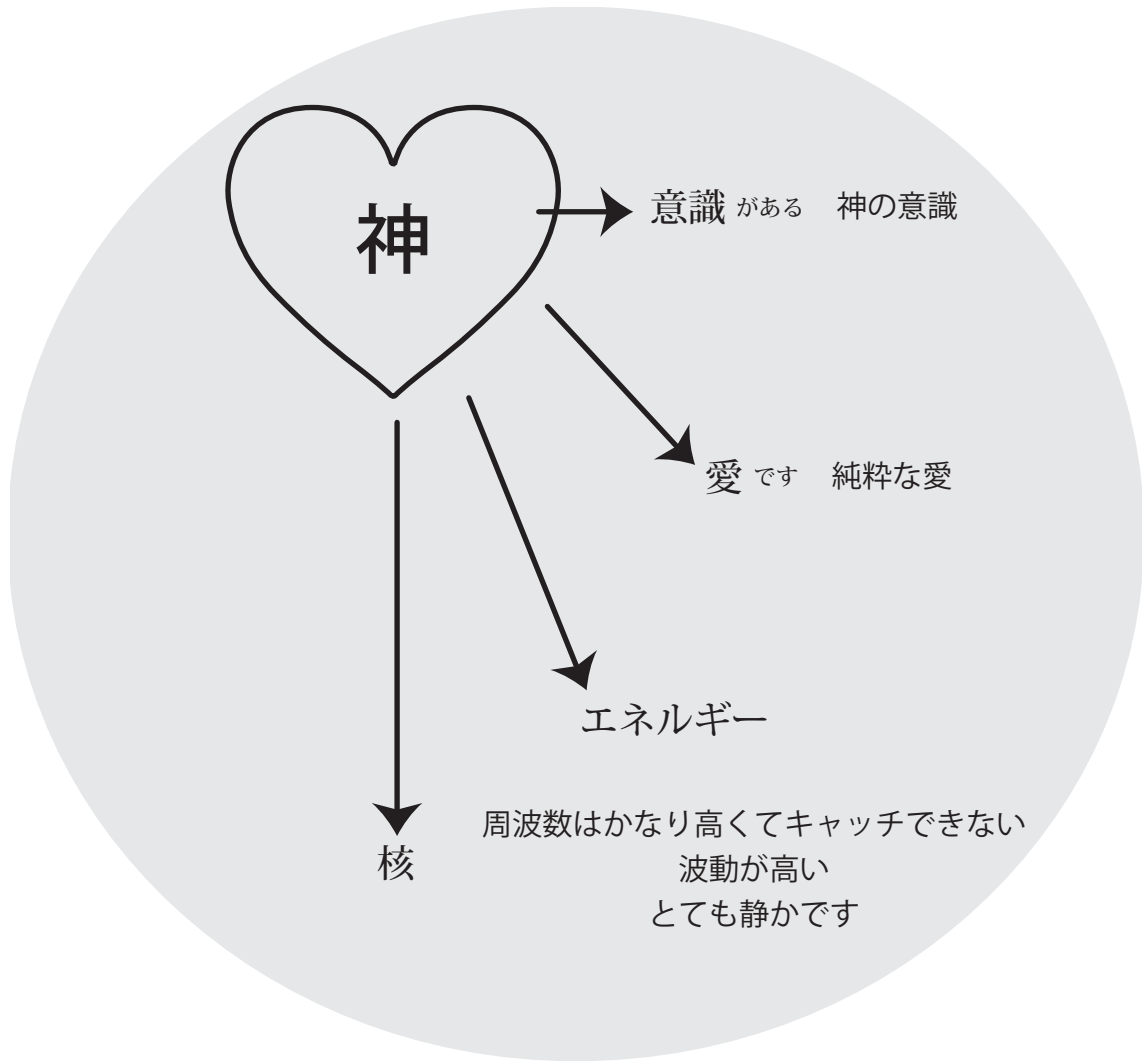 神
意識 がある 神の意識
愛 です 純粋な愛
エネルギー
核
周波数はかなり高くてキャッチできない
波動が高い
とても静かです